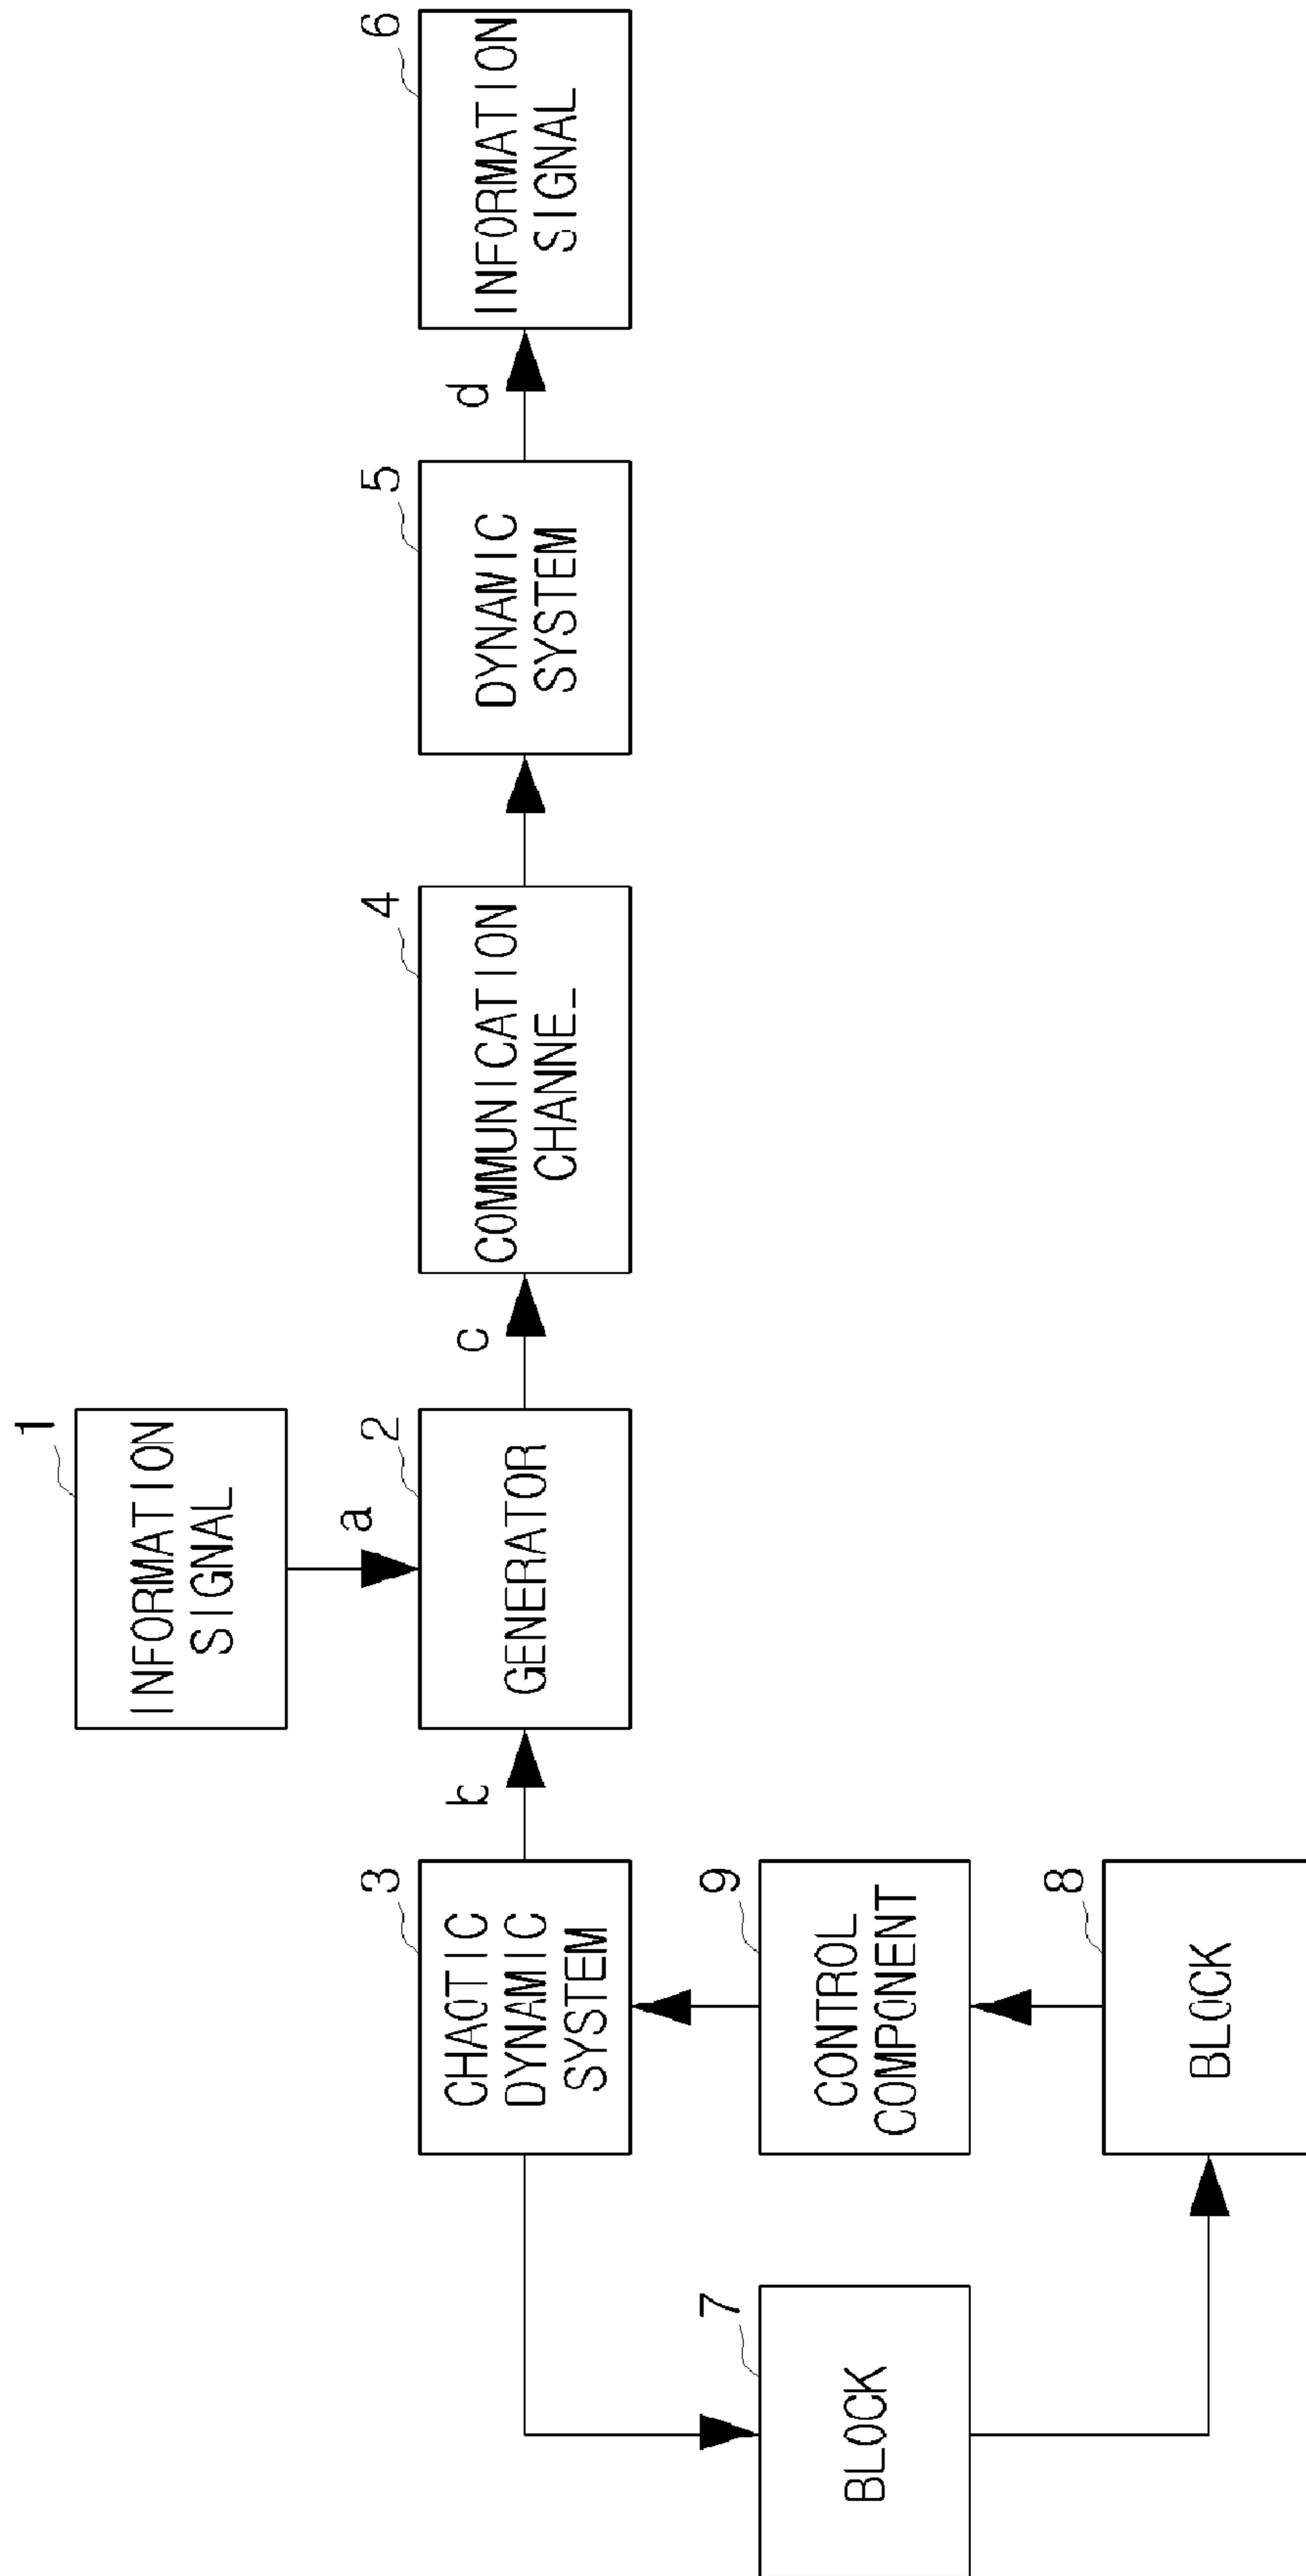 1
INFORMATION
SIGNAL
a
3
CHAOTIC
DYNAMIC
SYSTEM
b
2
GENERATOR
c
4
COMMUNICATION
CHANNEL
5
DYNAMIC
SYSTEM
d
6
INFORMATION
SIGNAL
7
BLOCK
9
CONTROL
COMPONENT
8
BLOCK